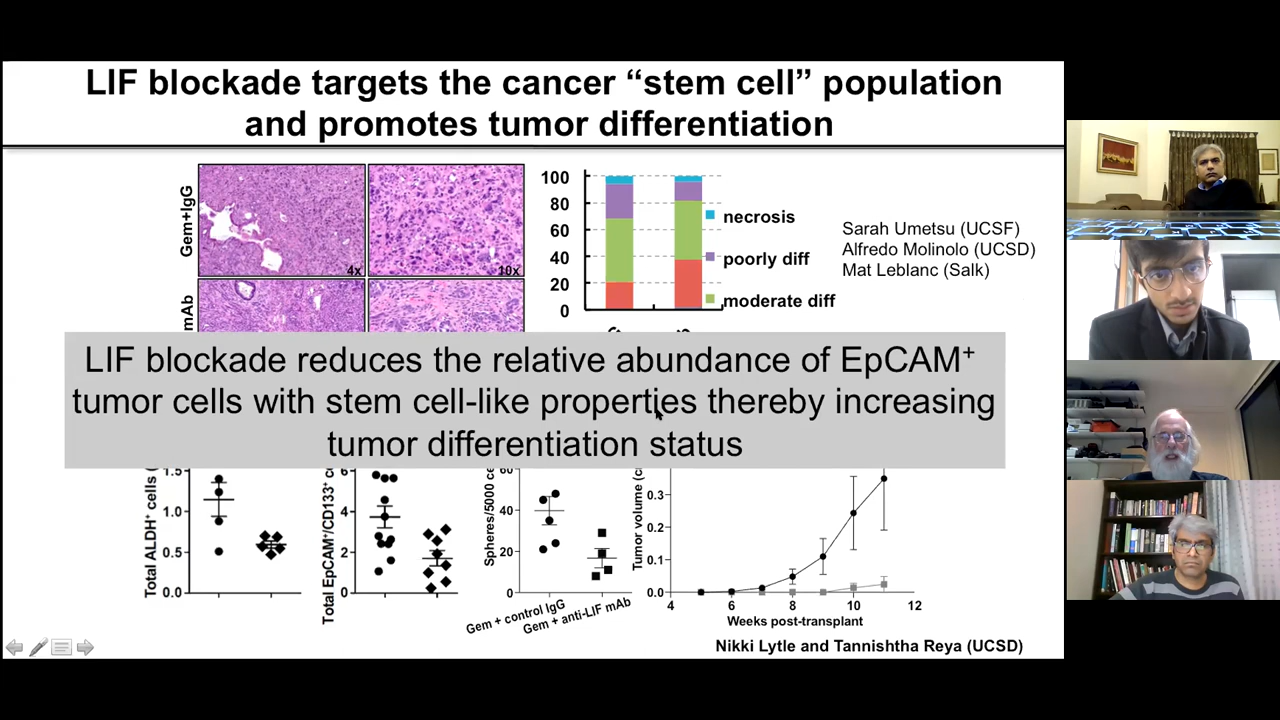 LIF blockade targets the cancer “stem cell” population
and promotes tumor differentiation
Gem+IgG
4x
10x
mAb
100
80
60
40
20
0
necrosis
poorly diff
moderate diff
Sarah Umetsu (UCSF)
Alfredo Molinolo (UCSD)
Mat Leblanc (Salk)
LIF blockade reduces the relative abundance of EpCAM⁺
tumor cells with stem cell-like properties thereby increasing
tumor differentiation status
Total ALDH⁺ cells
1.5
1.0
0.5
0.0
Total EpCAM⁺/CD133⁺
6
4
2
0
Spheres/5000
60
40
20
0
Gem + control IgG
Gem + anti-LIF mAb
Tumor volume
0.3
0.2
0.1
0.0
4
6
8
10
12
Weeks post-transplant
Nikki Lytle and Tannishtha Reya (UCSD)